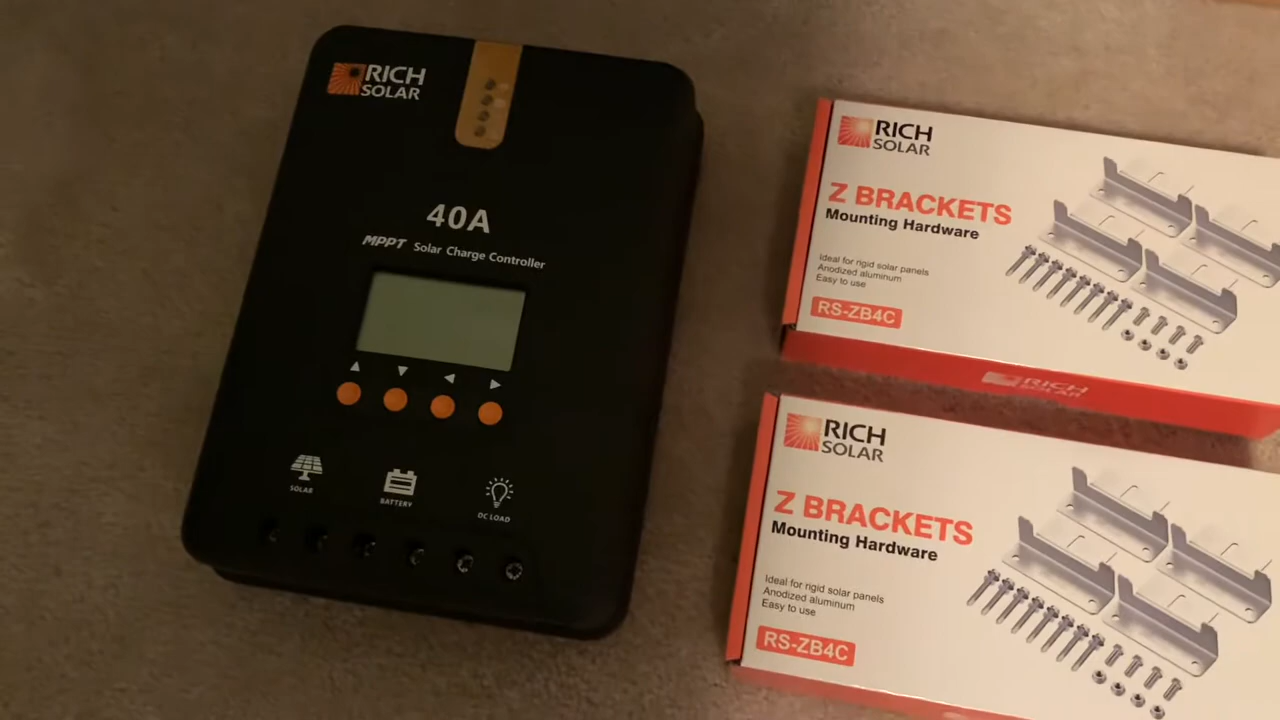 RICH
SOLAR
40A
MPPT Solar Charge Controller
SOLAR
BATTERY
DC LOAD
RICH
SOLAR
Z BRACKETS
Mounting Hardware
Ideal for rigid solar panels
Anodized aluminum
Easy to use
RS-ZB4C
RICH
SOLAR
RICH
SOLAR
Z BRACKETS
Mounting Hardware
Ideal for rigid solar panels
Anodized aluminum
Easy to use
RS-ZB4C